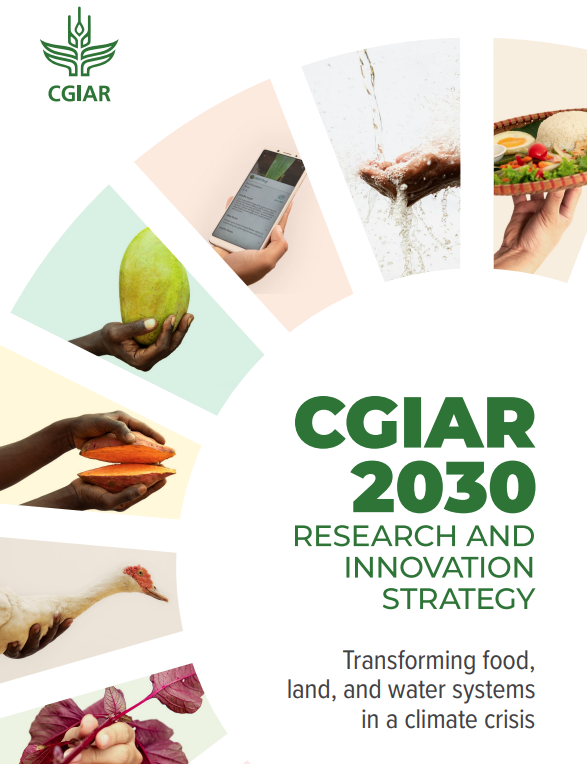 CGIAR
CGIAR
2030
RESEARCH AND
INNOVATION
STRATEGY
Transforming food,
land, and water systems
in a climate crisis